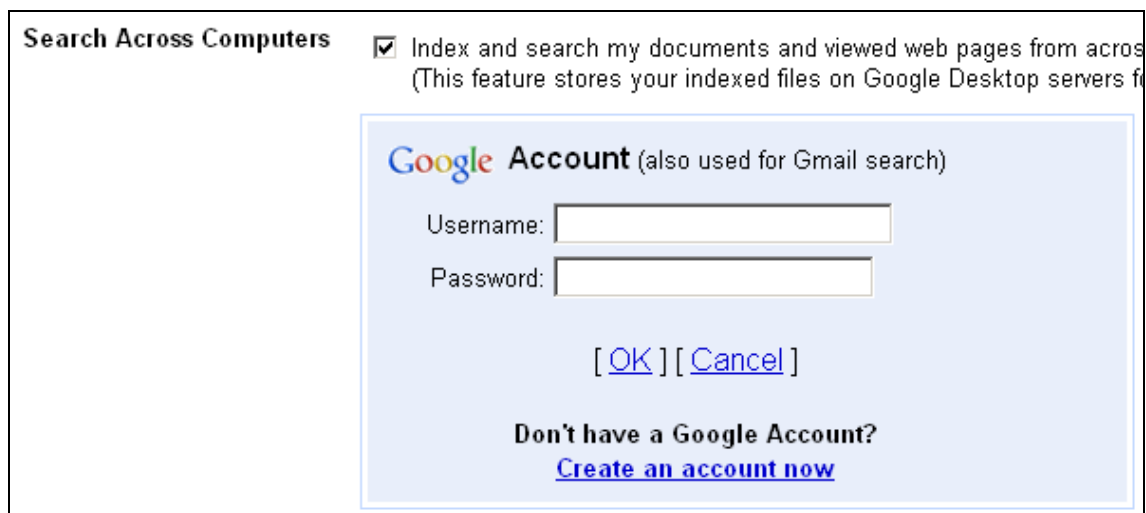 Search Across Computers
Index and search my documents and viewed web pages from
(This feature stores your indexed files on Google Desktop servers
Google Account (also used for Gmail search)
Username:
Password:
[ OK ] [ Cancel ]
Don't have a Google Account?
Create an account now